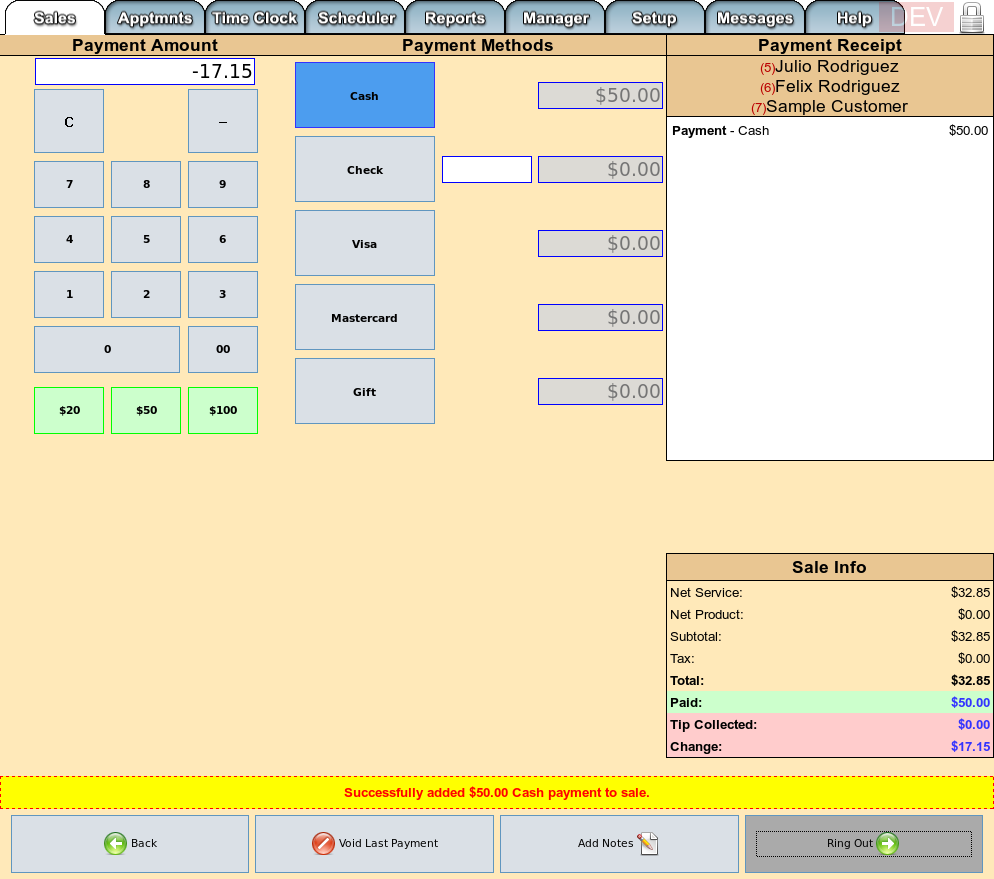 Sales Apptmnts Time Clock Scheduler Reports Manager Setup Messages Help DEV
Payment Amount
-17.15
C –
7 8 9
4 5 6
1 2 3
0 00
$20 $50 $100
Payment Methods
Cash $50.00
Check $0.00
Visa $0.00
Mastercard $0.00
Gift $0.00
Payment Receipt
(5)Julio Rodriguez
(6)Felix Rodriguez
(7)Sample Customer
Payment - Cash $50.00
Sale Info
Net Service: $32.85
Net Product: $0.00
Subtotal: $32.85
Tax: $0.00
Total: $32.85
Paid: $50.00
Tip Collected: $0.00
Change: $17.15
Successfully added $50.00 Cash payment to sale.
Back Void Last Payment Add Notes Ring Out